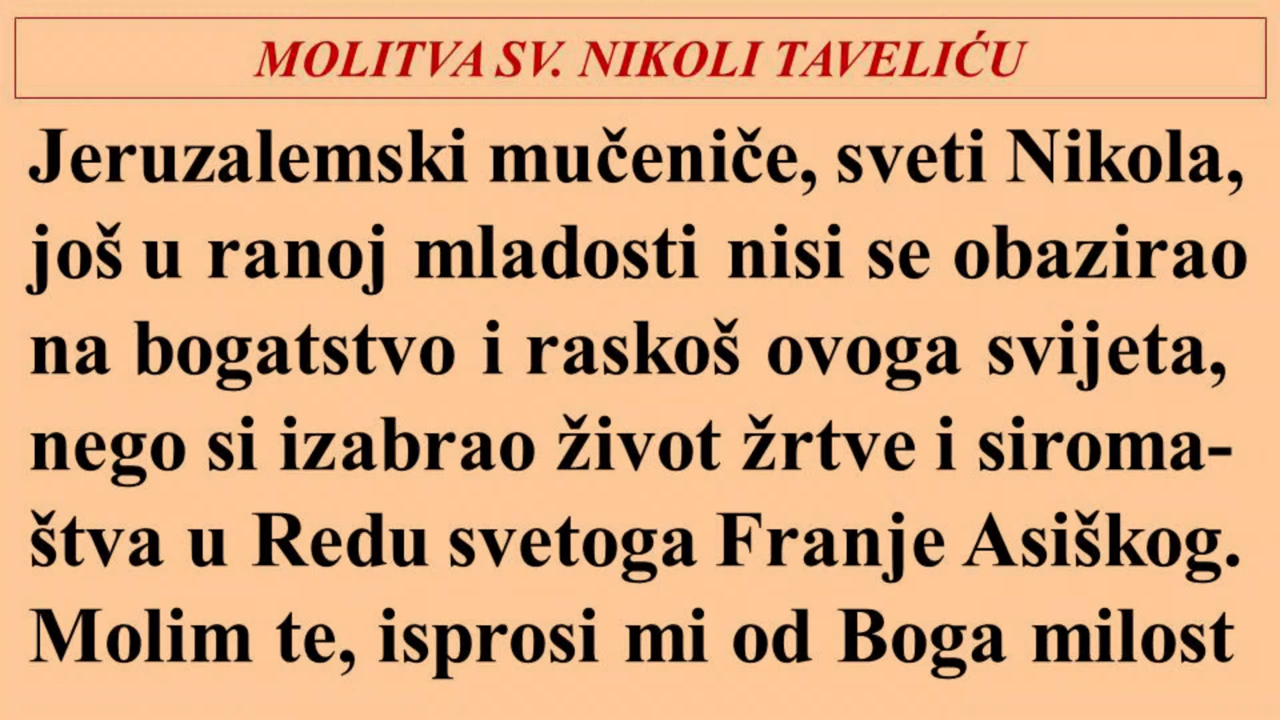 MOLITVA SV. NIKOLI TAVELIĆU
Jeruzalemski mučeniče, sveti Nikola,
još u ranoj mladosti nisi se obazirao
na bogatstvo i raskoš ovoga svijeta,
nego si izabrao život žrtve i siroma-
štva u Redu svetoga Franje Asiškog.
Molim te, isprosi mi od Boga milost